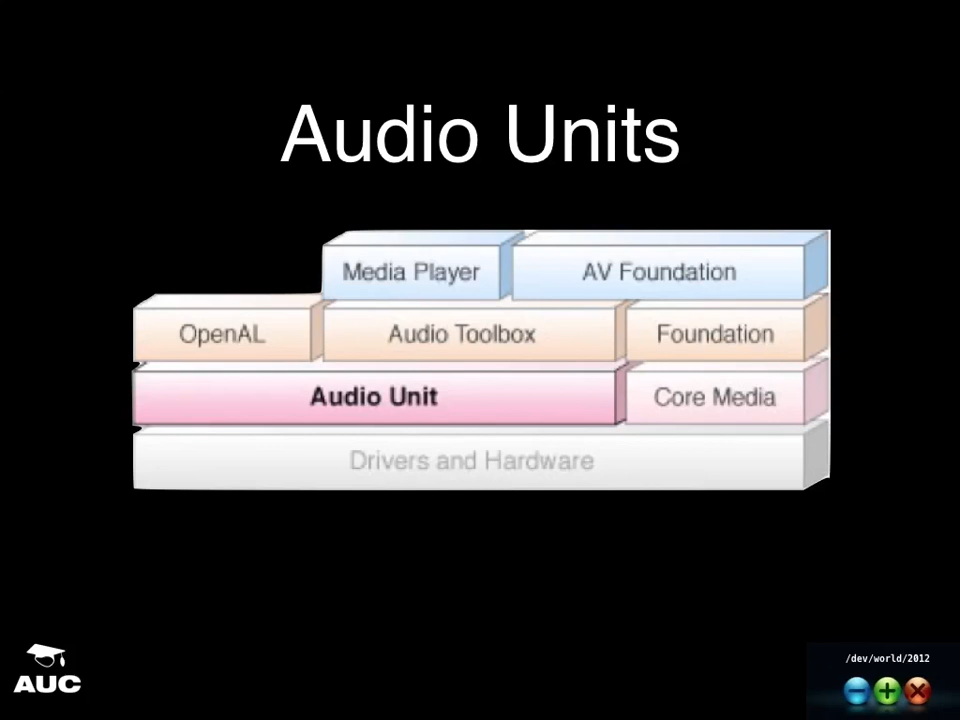 Audio Units
Media Player
AV Foundation
OpenAL
Audio Toolbox
Foundation
Audio Unit
Core Media
Drivers and Hardware
AUC
/dev/world/2012